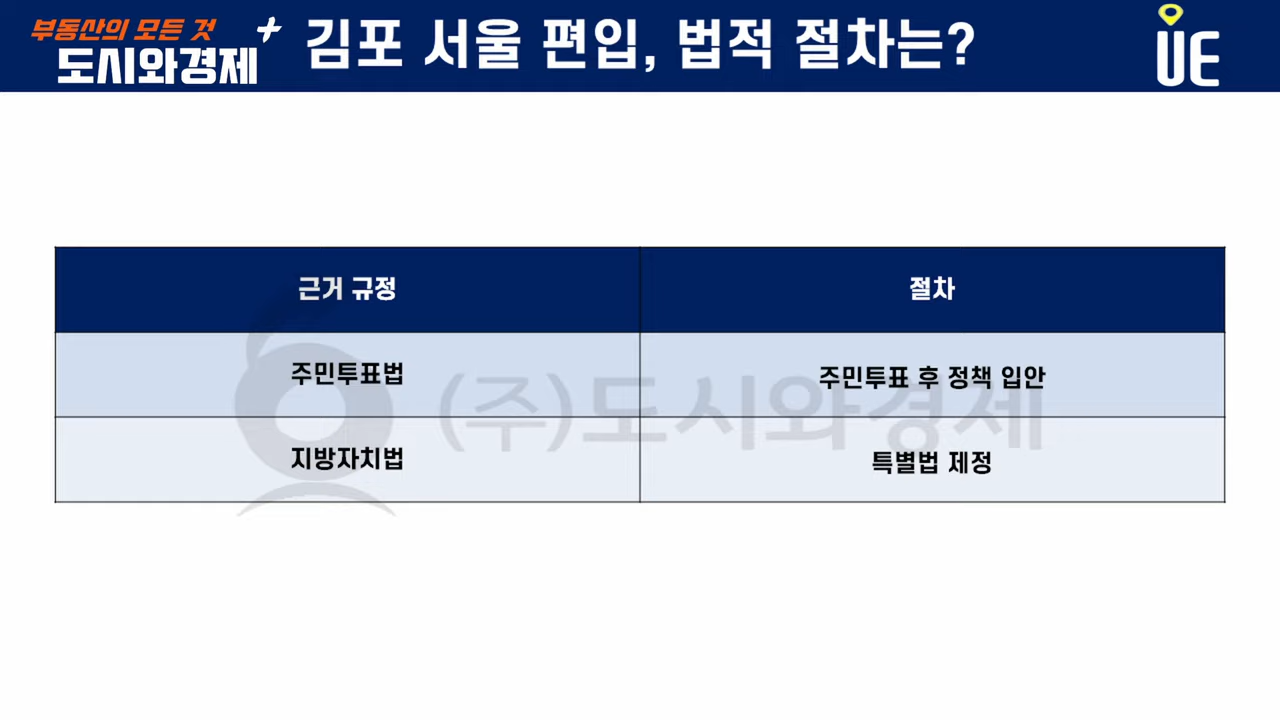 부동산의 모든 것
도시와경제+
김포 서울 편입, 법적 절차는?
UE
근거 규정
절차
주민투표법
주민투표 후 정책 입안
지방자치법
특별법 제정
(주)도시와경제